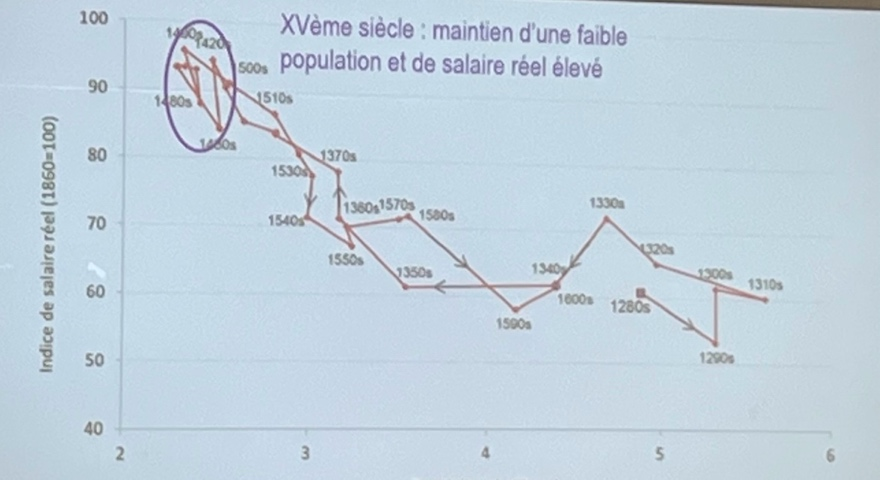 XVème siècle : maintien d'une faible
population et de salaire réel élevé
Indice de salaire réel (1860=100)
100
90
80
70
60
50
40
2
3
4
5
6
1420s
1480s
500s
1510s
1370s
1530s
1540s
1360s
1570s
1580s
1550s
1350s
1340s
1330s
1320s
1300s
1310s
1600s
1280s
1590s
1290s